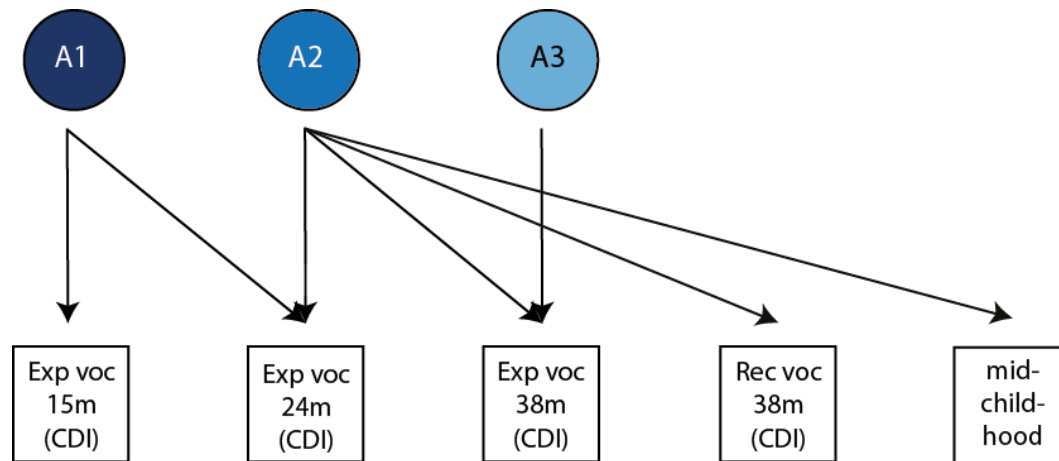 A1
A2
A3
Exp voc
15m
(CDI)
Exp voc
24m
(CDI)
Exp voc
38m
(CDI)
Rec voc
38m
(CDI)
mid-
child-
hood